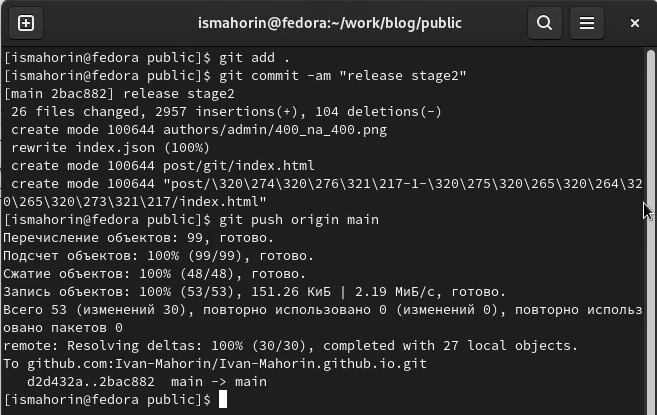 ismahorin@fedora:~/work/blog/public
[ismahorin@fedora public]$ git add .
[ismahorin@fedora public]$ git commit -am "release stage2"
[main 2bac882] release stage2
 26 files changed, 2957 insertions(+), 104 deletions(-)
 create mode 100644 authors/admin/400_na_400.png
 rewrite index.json (100%)
 create mode 100644 post/git/index.html
 create mode 100644 "post/\320\274\320\276\321\217-1-\320\275\320\265\320\264\32
0\265\320\273\321\217/index.html"
[ismahorin@fedora public]$ git push origin main
Перечисление объектов: 99, готово.
Подсчет объектов: 100% (99/99), готово.
Сжатие объектов: 100% (48/48), готово.
Запись объектов: 100% (53/53), 151.26 КиБ | 2.19 МиБ/с, готово.
Всего 53 (изменений 30), повторно использовано 0 (изменений 0), повторно использ
овано пакетов 0
remote: Resolving deltas: 100% (30/30), completed with 27 local objects.
To github.com:Ivan-Mahorin/Ivan-Mahorin.github.io.git
   d2d432a..2bac882  main -> main
[ismahorin@fedora public]$